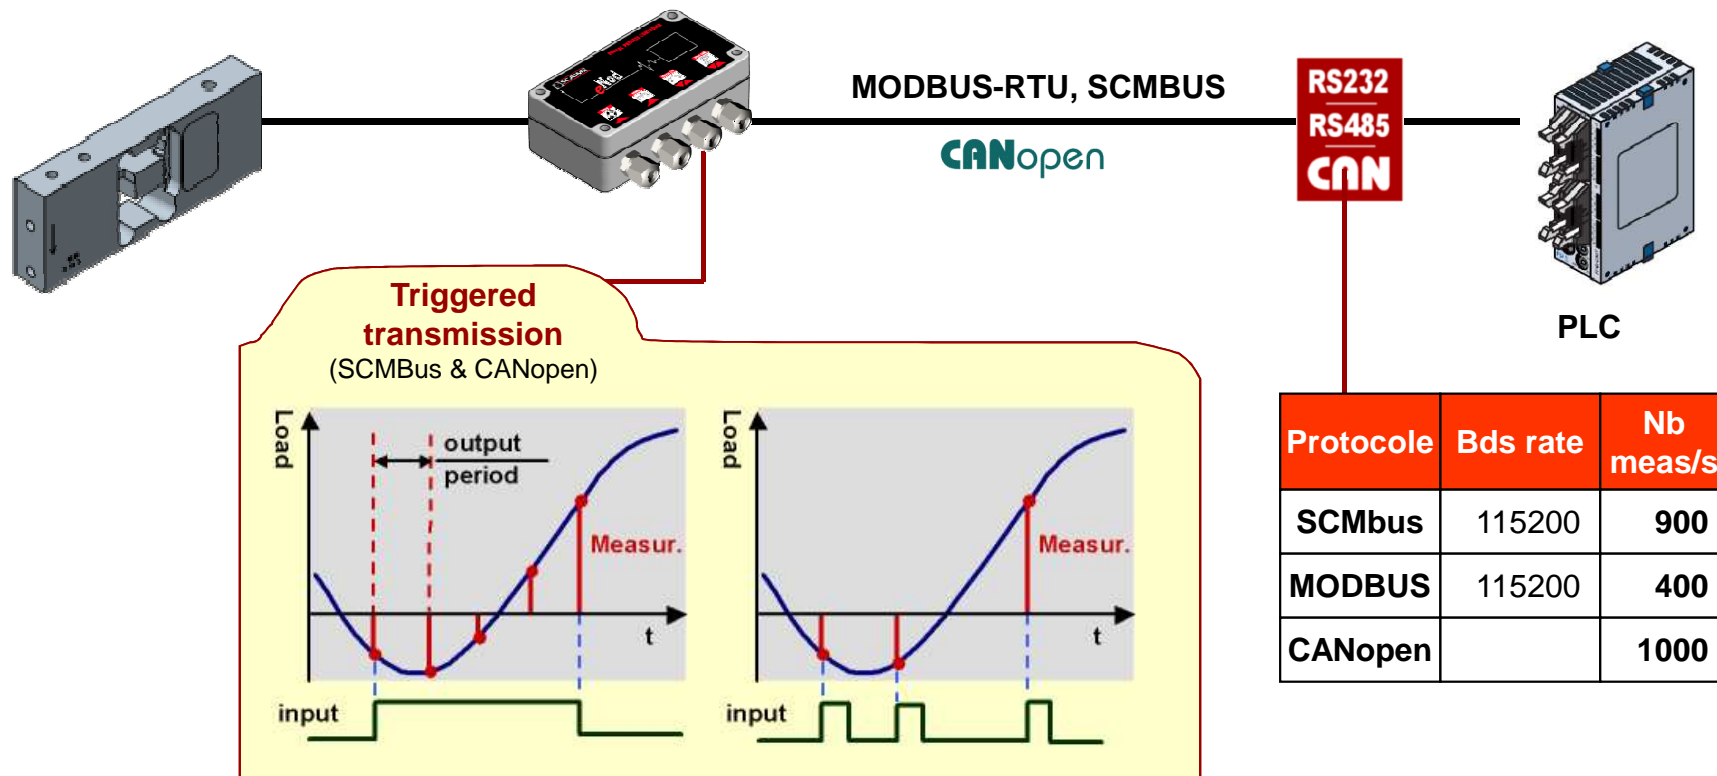 eNod
MODBUS-RTU, SCMBUS
CANopen
RS232
RS485
CAN
PLC
Triggered
transmission
(SCMBus & CANopen)
Load
output
period
Measur.
t
input
Load
Measur.
t
input
Protocole Bds rate Nb meas/s
SCMbus 115200 900
MODBUS 115200 400
CANopen 1000